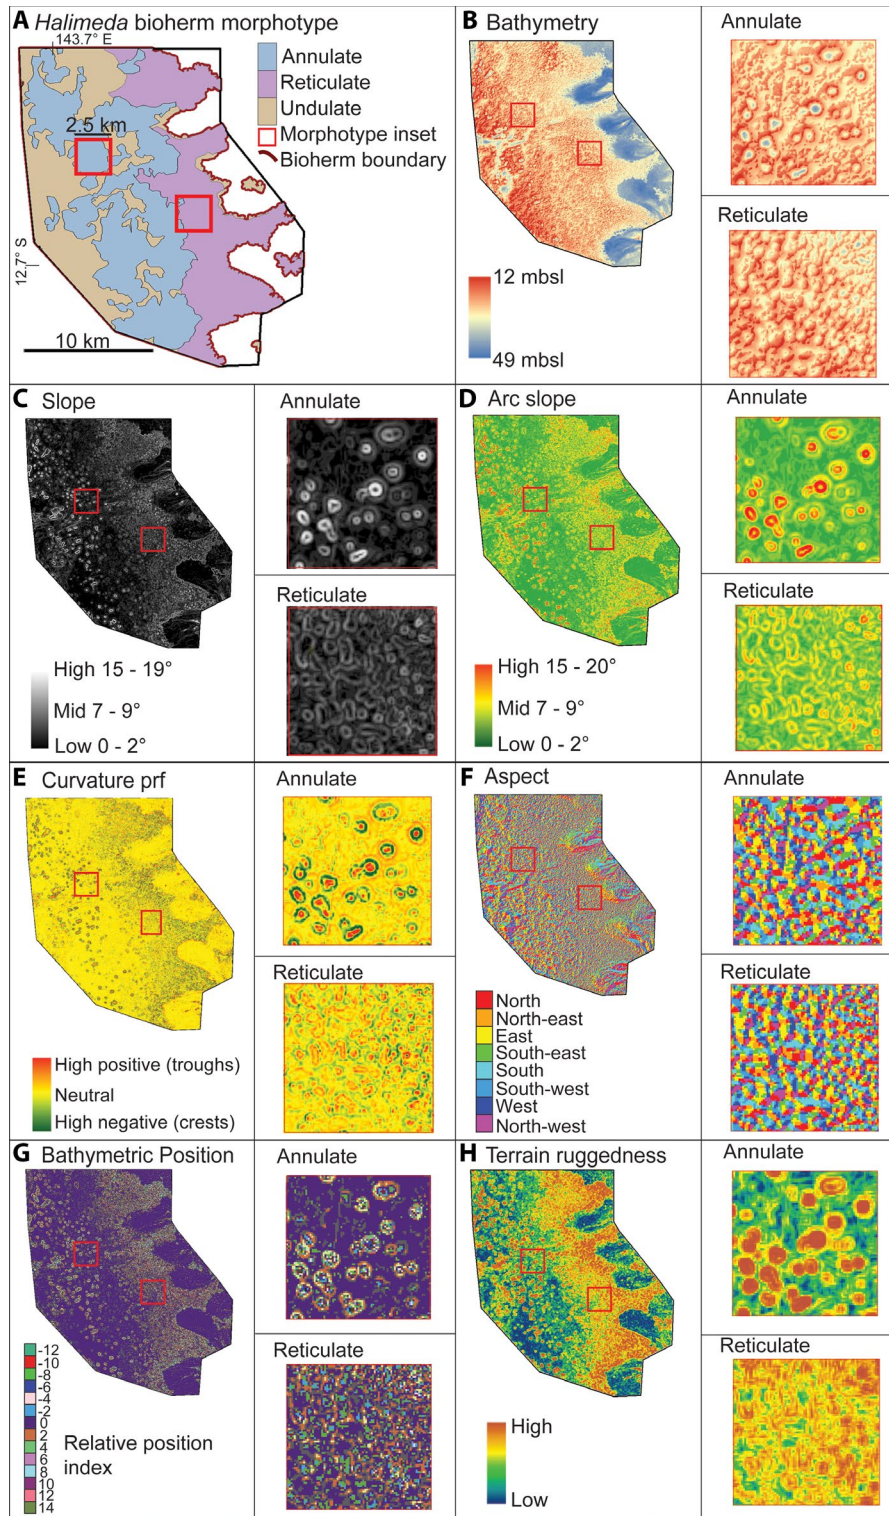 A Halimeda bioherm morphotype
143.7° E
Annulate
Reticulate
Undulate
Morphotype inset
Bioherm boundary
2.5 km
12.7° S
10 km
B Bathymetry
12 mbsl
49 mbsl
Annulate
Reticulate
C Slope
High 15 - 19°
Mid 7 - 9°
Low 0 - 2°
Annulate
Reticulate
D Arc slope
High 15 - 20°
Mid 7 - 9°
Low 0 - 2°
Annulate
Reticulate
E Curvature prf
High positive (troughs)
Neutral
High negative (crests)
Annulate
Reticulate
F Aspect
North
North-east
East
South-east
South
South-west
West
North-west
Annulate
Reticulate
G Bathymetric Position
-12
-10
-8
-6
-4
-2
0
2
4
6
8
10
12
14
Relative position
index
Annulate
Reticulate
H Terrain ruggedness
High
Low
Annulate
Reticulate